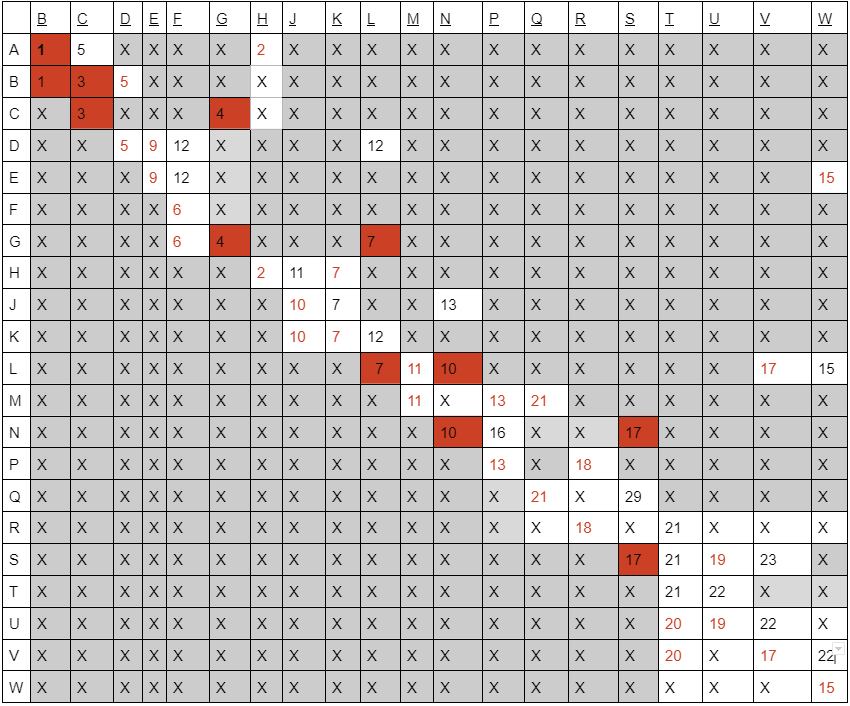 B C D E F G H J K L M N P Q R S T U V W
A 1 5 X X X X 2 X X X X X X X X X X X X X
B 1 3 5 X X X X X X X X X X X X X X X X X
C X 3 X X X 4 X X X X X X X X X X X X X X
D X X 5 9 12 X X X X 12 X X X X X X X X X X
E X X X 9 12 X X X X X X X X X X X X X X 15
F X X X X 6 X X X X X X X X X X X X X X X
G X X X X 6 4 X X X 7 X X X X X X X X X X
H X X X X X X 2 11 7 X X X X X X X X X X X
J X X X X X X X 10 7 X X 13 X X X X X X X X
K X X X X X X X 10 7 12 X X X X X X X X X X
L X X X X X X X X X 7 11 10 X X X X X X 17 15
M X X X X X X X X X X 11 X 13 21 X X X X X X
N X X X X X X X X X X X 10 16 X X 17 X X X X
P X X X X X X X X X X X X 13 X 18 X X X X X
Q X X X X X X X X X X X X X 21 X 29 X X X X
R X X X X X X X X X X X X X X 18 X 21 X X X
S X X X X X X X X X X X X X X X 17 21 19 23 X
T X X X X X X X X X X X X X X X X 21 22 X X
U X X X X X X X X X X X X X X X X 20 19 22 X
V X X X X X X X X X X X X X X X X 20 X 17 22
W X X X X X X X X X X X X X X X X X X X 15